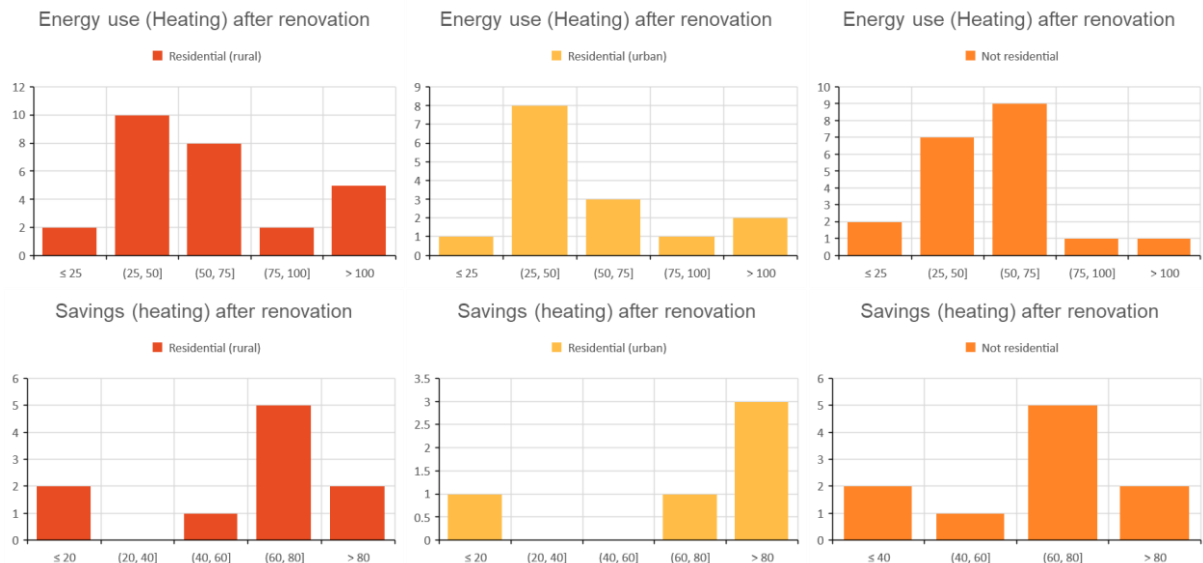 Energy use (Heating) after renovation
Residential (rural)
12
10
8
6
4
2
0
≤ 25 (25, 50] (50, 75] (75, 100] > 100
Energy use (Heating) after renovation
Residential (urban)
9
8
7
6
5
4
3
2
1
0
≤ 25 (25, 50] (50, 75] (75, 100] > 100
Energy use (Heating) after renovation
Not residential
10
9
8
7
6
5
4
3
2
1
0
≤ 25 (25, 50] (50, 75] (75, 100] > 100
Savings (heating) after renovation
Residential (rural)
6
5
4
3
2
1
0
≤ 20 (20, 40] (40, 60] (60, 80] > 80
Savings (heating) after renovation
Residential (urban)
3.5
3
2.5
2
1.5
1
0.5
0
≤ 20 (20, 40] (40, 60] (60, 80] > 80
Savings (heating) after renovation
Not residential
6
5
4
3
2
1
0
≤ 40 (40, 60] (60, 80] > 80